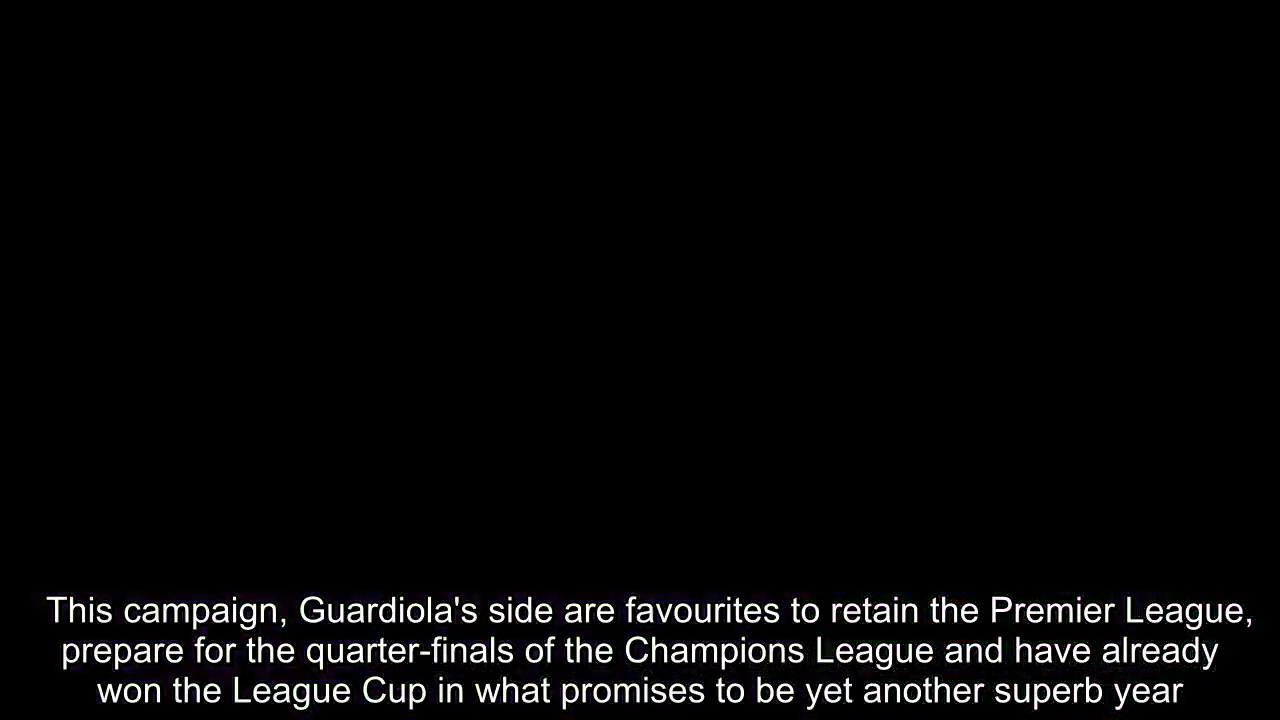 This campaign, Guardiola's side are favourites to retain the Premier League,
prepare for the quarter-finals of the Champions League and have already
won the League Cup in what promises to be yet another superb year